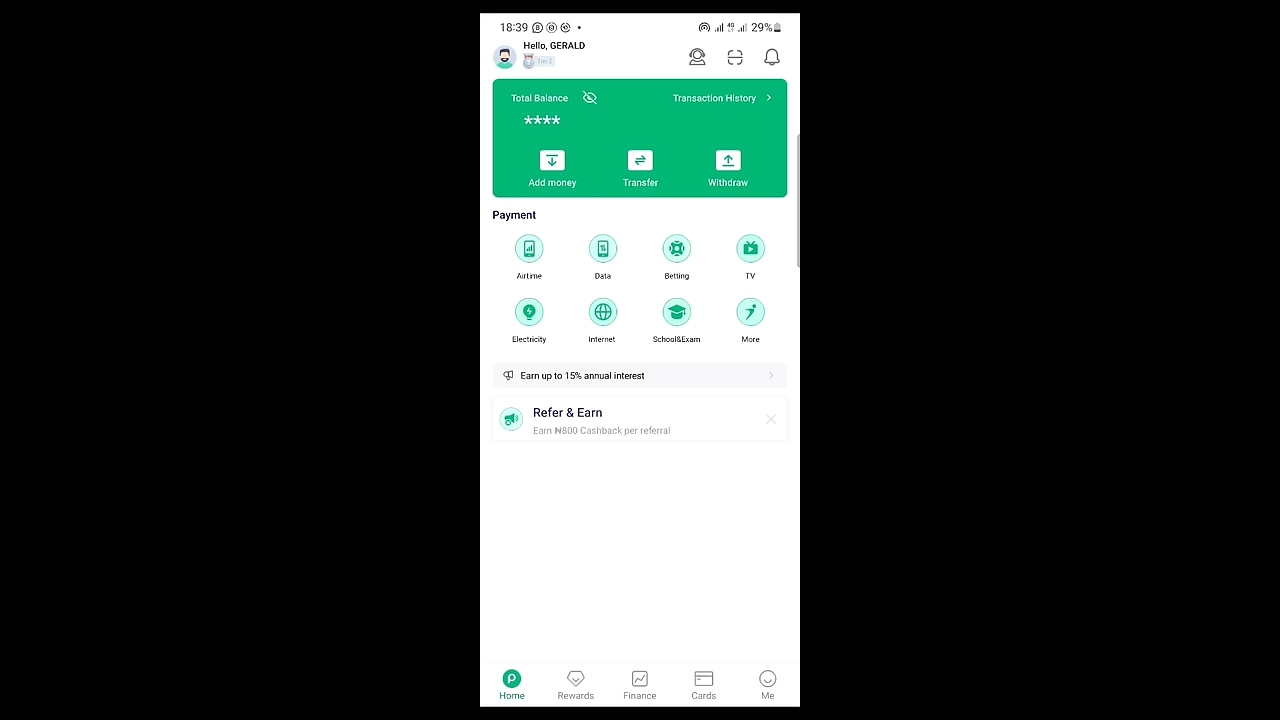 18:39 4G 29%
Hello, GERALD
Tier2
Total Balance Transaction History
****
Add money Transfer Withdraw
Payment
Airtime Data Betting TV
Electricity Internet School&Exam More
Earn up to 15% annual interest
Refer & Earn
Earn ₦800 Cashback per referral
Home Rewards Finance Cards Me